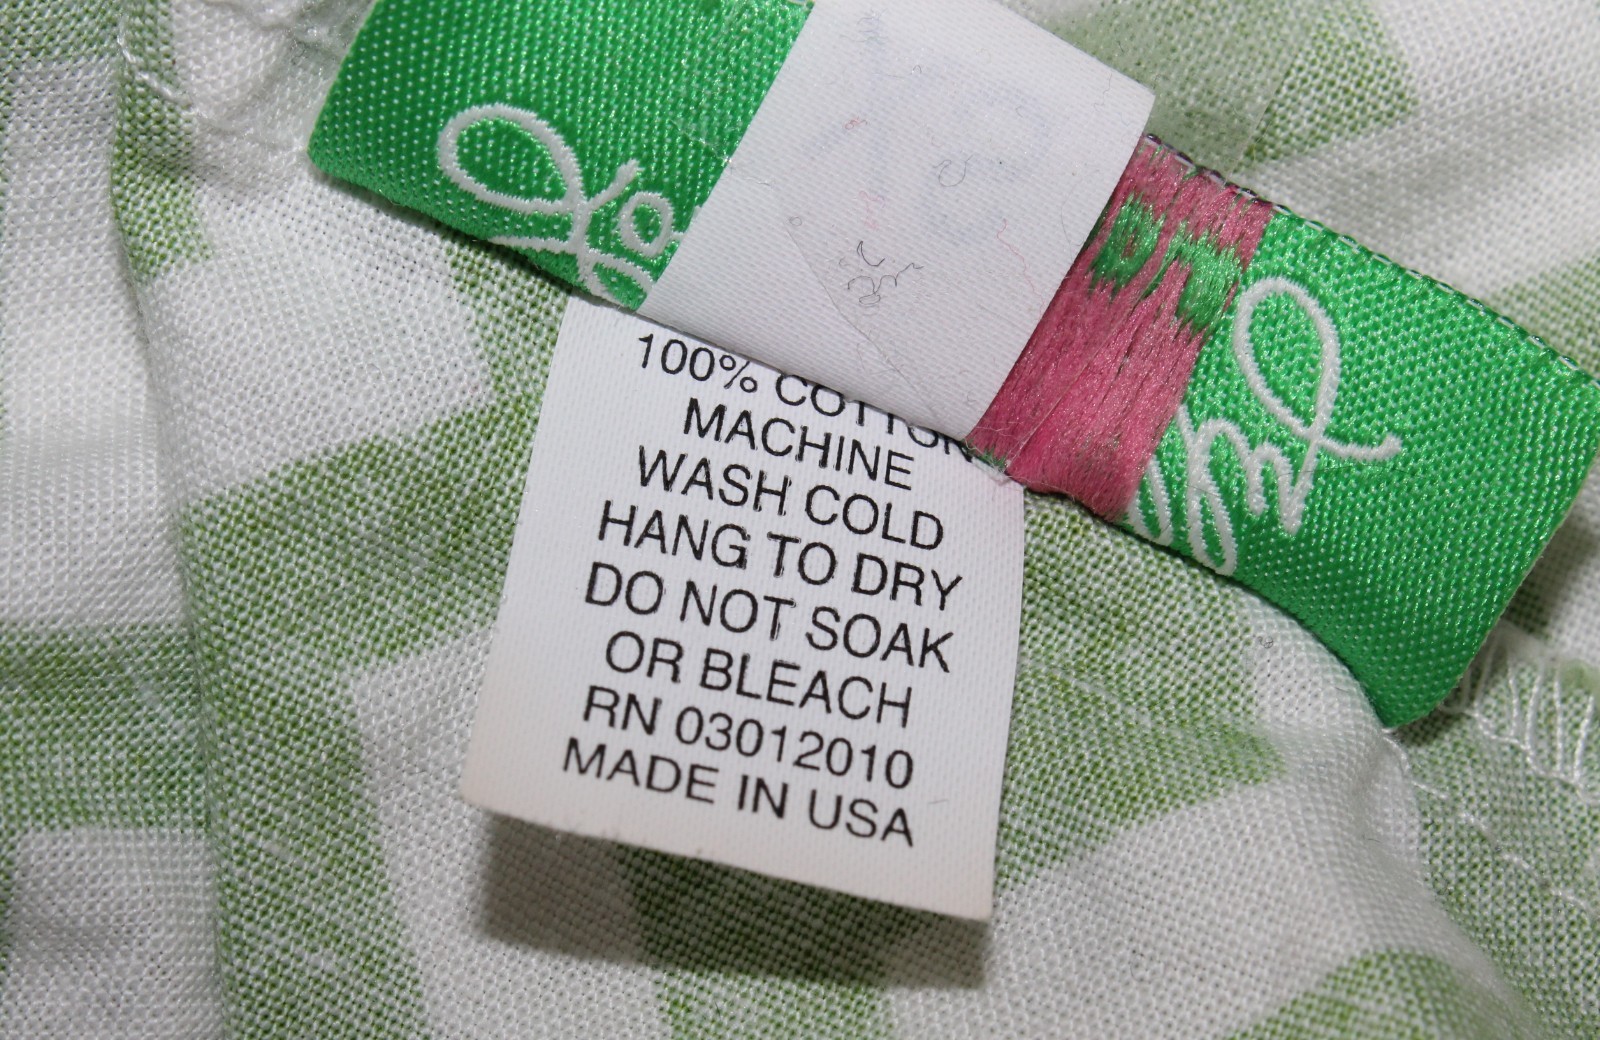 100% COTTON
MACHINE
WASH COLD
HANG TO DRY
DO NOT SOAK
OR BLEACH
RN 03012010
MADE IN USA